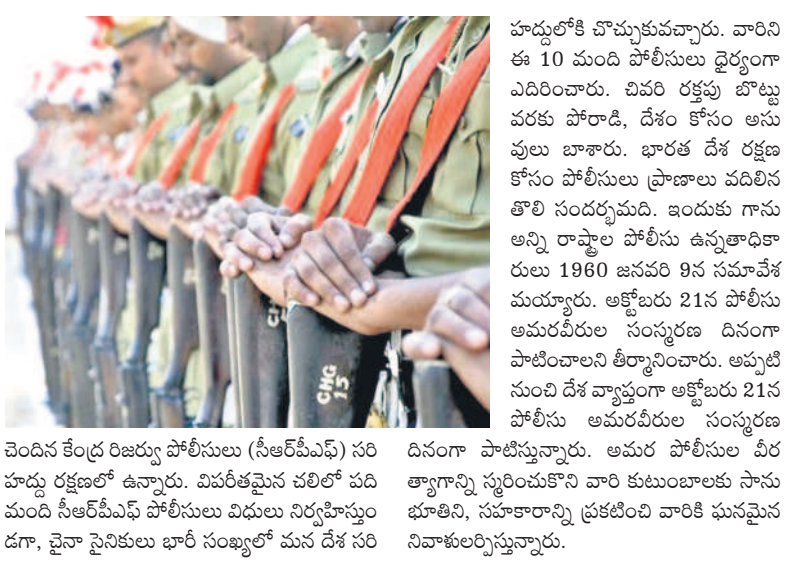 చెందిన కేంద్ర రిజర్వు పోలీసులు (సీఆర్‌పీఎఫ్) సరి
హద్దు రక్షణలో ఉన్నారు. విపరీతమైన చలిలో పది
మంది సీఆర్‌పీఎఫ్ పోలీసులు విధులు నిర్వహిస్తుం
డగా, చైనా సైనికులు భారీ సంఖ్యలో మన దేశ సరి
హద్దులోకి చొచ్చుకువచ్చారు. వారిని
ఈ 10 మంది పోలీసులు ధైర్యంగా
ఎదిరించారు. చివరి రక్తపు బొట్టు
వరకు పోరాడి, దేశం కోసం అసు
వులు బాశారు. భారత దేశ రక్షణ
కోసం పోలీసులు ప్రాణాలు వదిలిన
తొలి సందర్భమది. ఇందుకు గాను
అన్ని రాష్ట్రాల పోలీసు ఉన్నతాధికా
రులు 1960 జనవరి 9న సమావేశ
మయ్యారు. అక్టోబరు 21న పోలీసు
అమరవీరుల సంస్మరణ దినంగా
పాటించాలని తీర్మానించారు. అప్పటి
నుంచి దేశ వ్యాప్తంగా అక్టోబరు 21న
పోలీసు అమరవీరుల సంస్మరణ
దినంగా పాటిస్తున్నారు. అమర పోలీసుల వీర
త్యాగాన్ని స్మరించుకొని వారి కుటుంబాలకు సాను
భూతిని, సహకారాన్ని ప్రకటించి వారికి ఘనమైన
నివాళులర్పిస్తున్నారు.
CHG
15